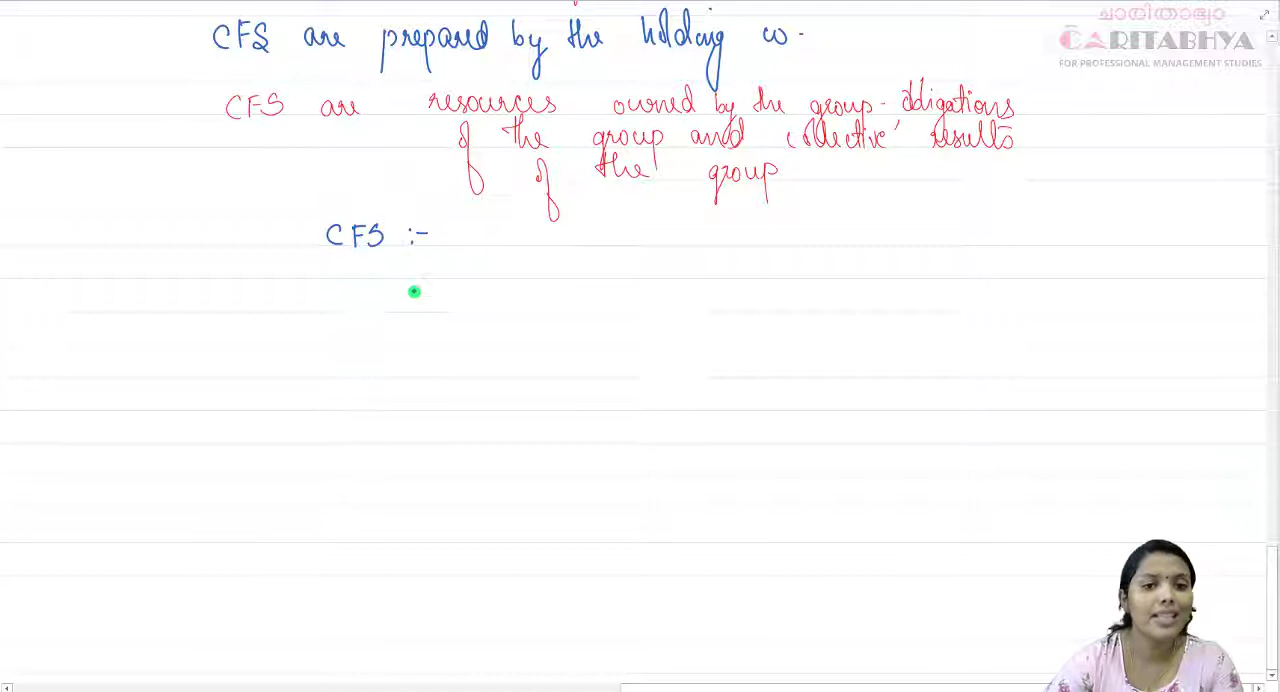 CFS are prepared by the holding co.
ചാരിതാഭ്യാ
CARITABHYA
FOR PROFESSIONAL MANAGEMENT STUDIES
CFS are resources owned by the group. obligations
of the group and collective results
of the group
CFS :-